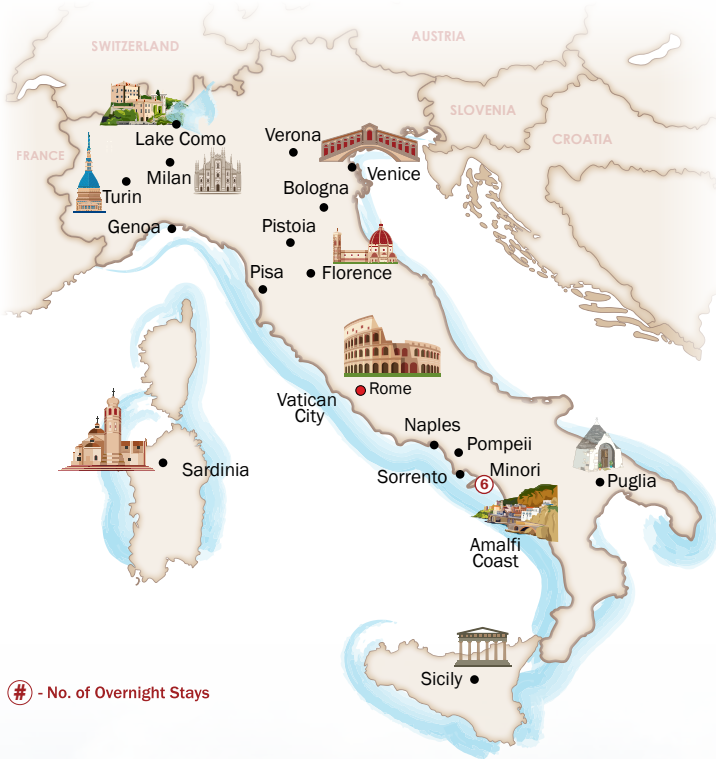 AUSTRIA
SWITZERLAND
SLOVENIA
CROATIA
FRANCE
Lake Como
Verona
Venice
Milan
Turin
Bologna
Genoa
Pistoia
Pisa
Florence
Rome
Vatican
City
Naples
Pompeii
Sardinia
Sorrento
Minori
6
Puglia
Amalfi
Coast
Sicily
# - No. of Overnight Stays